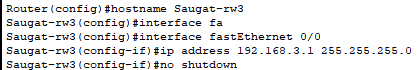 Router(config)#hostname Saugat-rw3
Saugat-rw3(config)#interface fa
Saugat-rw3(config)#interface fastEthernet 0/0
Saugat-rw3(config-if)#ip address 192.168.3.1 255.255.255.0
Saugat-rw3(config-if)#no shutdown